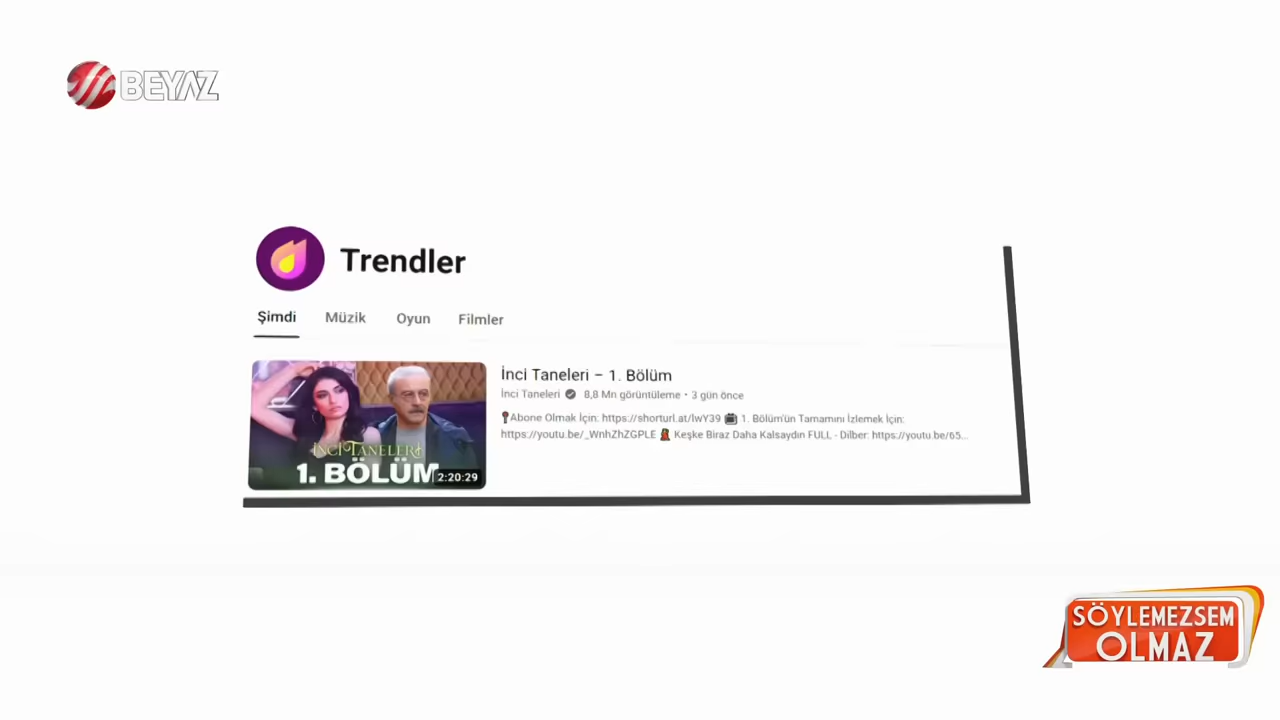 BEYAZ
Trendler
Şimdi Müzik Oyun Filmler
İnci Taneleri – 1. Bölüm
İnci Taneleri 8,8 Mn görüntüleme • 3 gün önce
Abone Olmak İçin: https://shorturl.at/lwY39 1. Bölüm'ün Tamamını İzlemek İçin:
https://youtu.be/_WnhZhZGPLE Keşke Biraz Daha Kalsaydın FULL - Dilber: https://youtu.be/65...
İNCİ TANELERİ
1. BÖLÜM
2:20:29
SÖYLEMEZSEM
OLMAZ